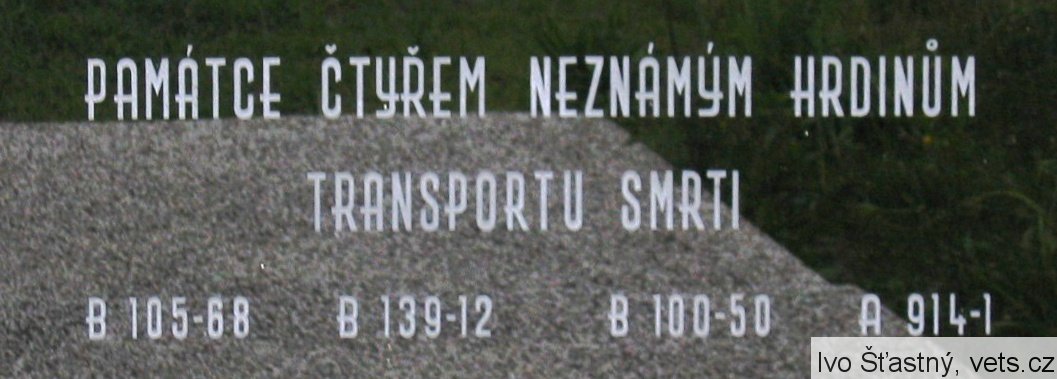 PAMÁTCE ČTYŘEM NEZNÁMÝM HRDINŮM
TRANSPORTU SMRTI
B 105-68 B 139-12 B 100-50 A 914-1
Ivo Šťastný, vets.cz